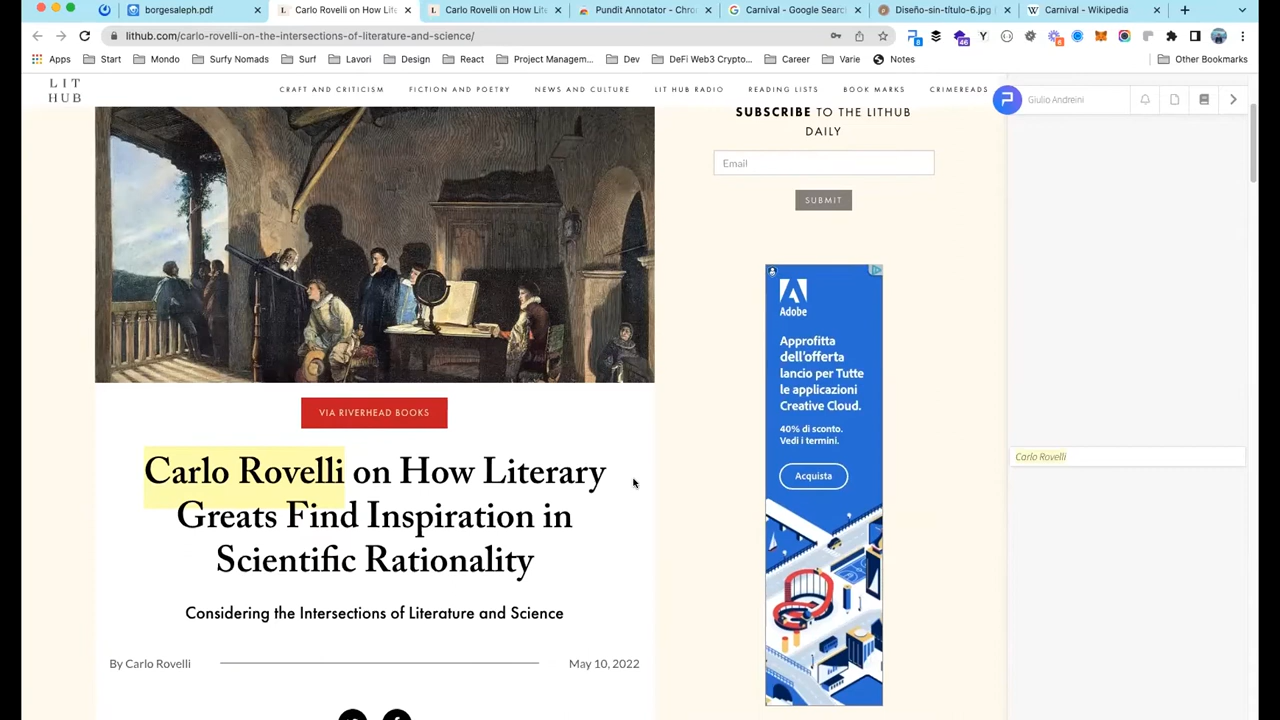 borgesaleph.pdf
Carlo Rovelli on How Lite
Carlo Rovelli on How Lite
Pundit Annotator - Chro
Carnival - Google Searc
Diseño-sin-título-6.jpg (
Carnival - Wikipedia
lithub.com/carlo-rovelli-on-the-intersections-of-literature-and-science/
Apps Start Mondo Surfy Nomads Surf Lavori Design React Project Managem... Dev DeFi Web3 Crypto... Career Varie Notes Other Bookmarks
LIT
HUB
CRAFT AND CRITICISM FICTION AND POETRY NEWS AND CULTURE LIT HUB RADIO READING LISTS BOOK MARKS CRIMEREADS
Giulio Andreini
SUBSCRIBE TO THE LITHUB
DAILY
Email
SUBMIT
Adobe
Approfitta
dell'offerta
lancio per Tutte
le applicazioni
Creative Cloud.
40% di sconto.
Vedi i termini.
Acquista
VIA RIVERHEAD BOOKS
Carlo Rovelli on How Literary
Greats Find Inspiration in
Scientific Rationality
Considering the Intersections of Literature and Science
By Carlo Rovelli
May 10, 2022
Carlo Rovelli